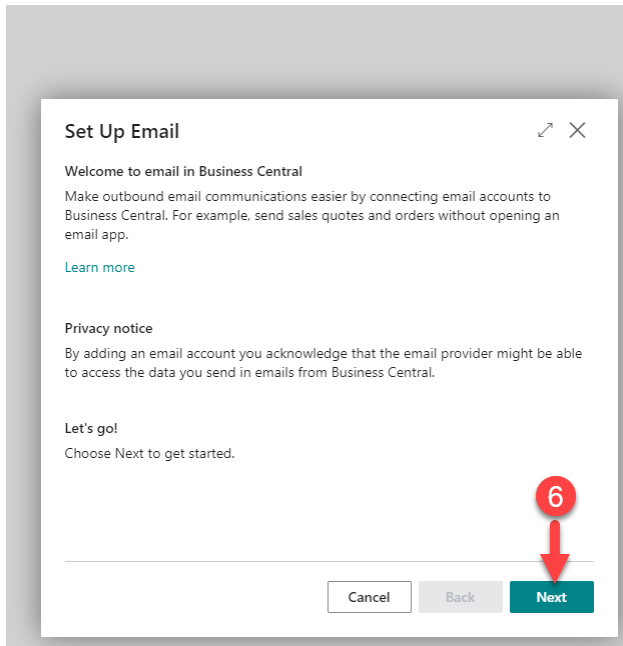 Set Up Email
Welcome to email in Business Central
Make outbound email communications easier by connecting email accounts to
Business Central. For example, send sales quotes and orders without opening an
email app.
Learn more
Privacy notice
By adding an email account you acknowledge that the email provider might be able
to access the data you send in emails from Business Central.
Let's go!
Choose Next to get started.
6
Cancel Back Next